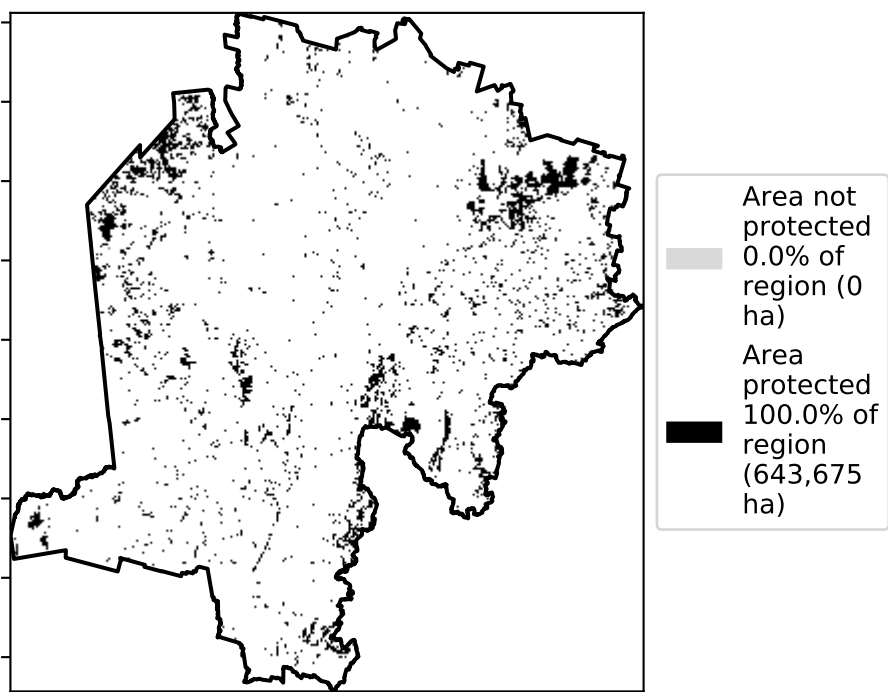 Area not
protected
0.0% of
region (0
ha)
Area
protected
100.0% of
region
(643,675
ha)